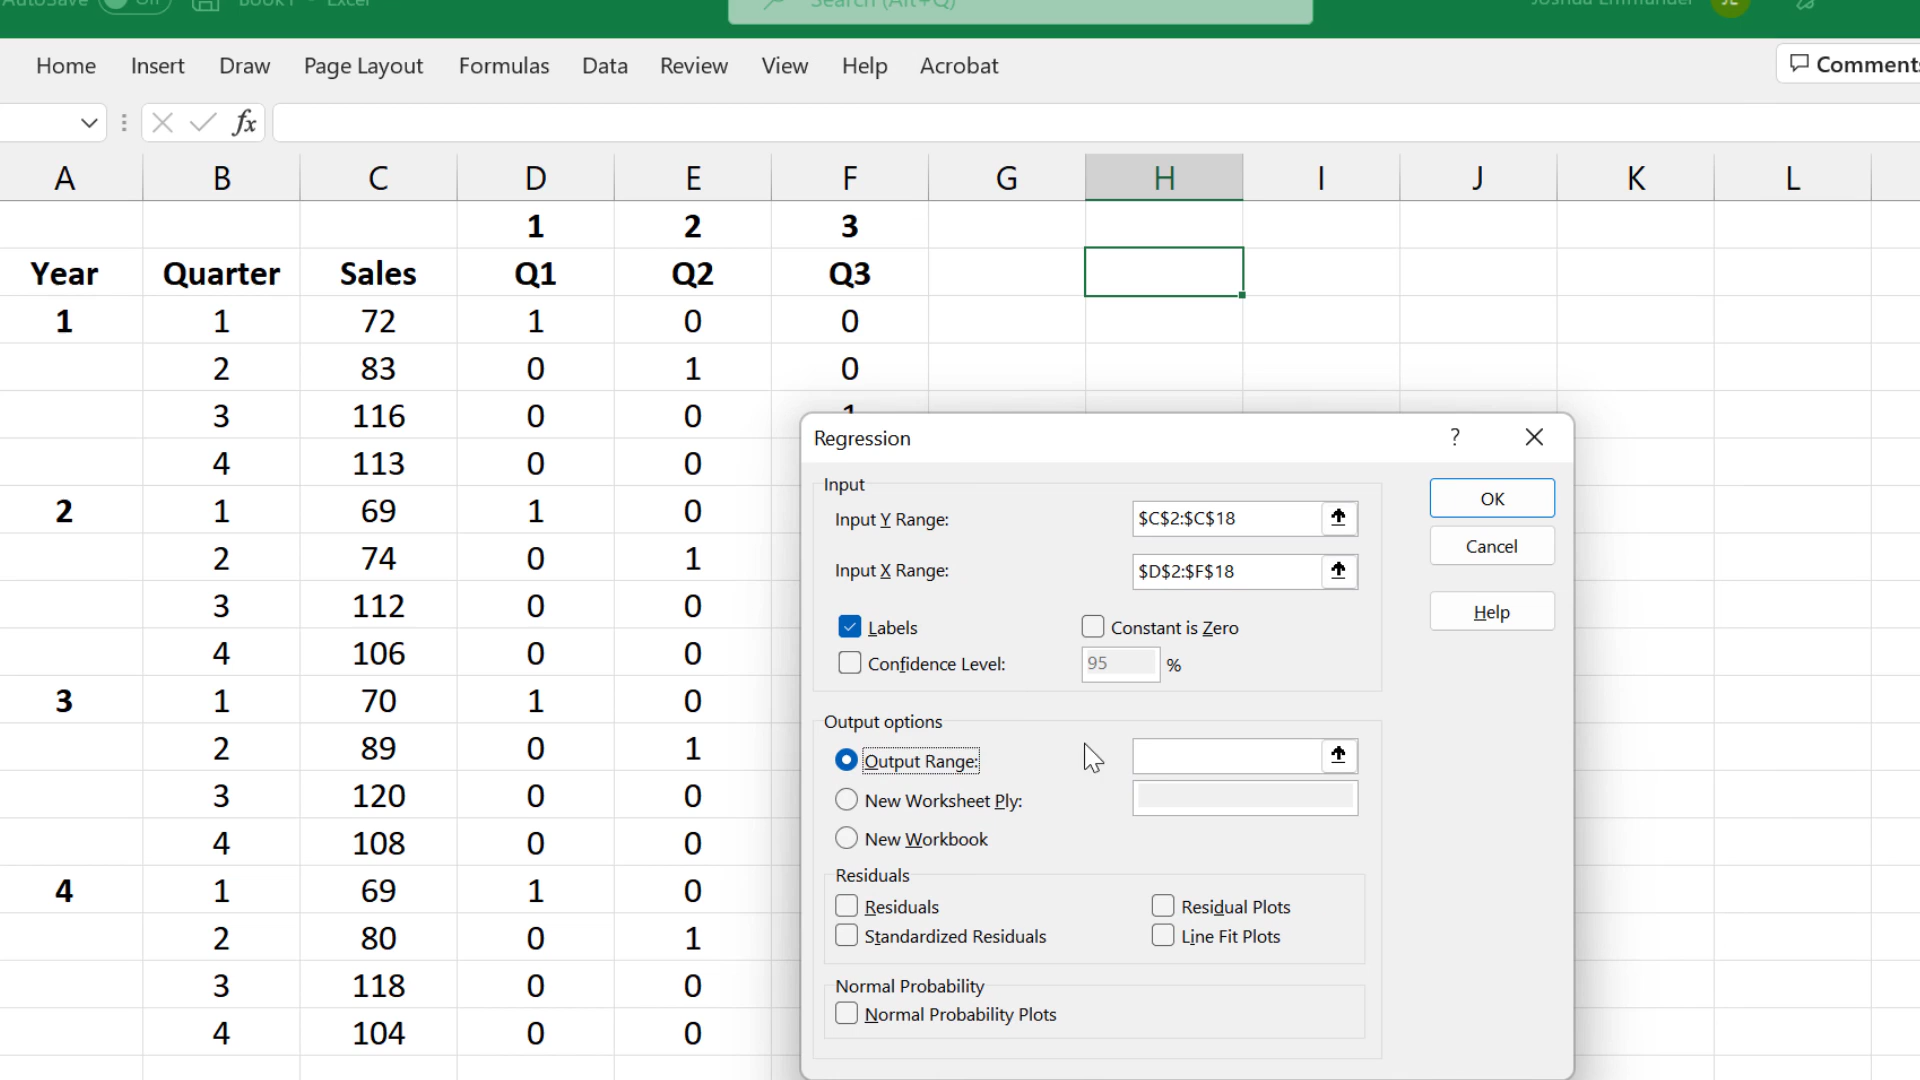 Book1 - Excel
Search (Alt+Q)
Home Insert Draw Page Layout Formulas Data Review View Help Acrobat
Comments
fx
A B C D E F G H I J K L
1 2 3
Year Quarter Sales Q1 Q2 Q3
1 1 72 1 0 0
2 83 0 1 0
3 116 0 0 1
4 113 0 0
2 1 69 1 0
2 74 0 1
3 112 0 0
4 106 0 0
3 1 70 1 0
2 89 0 1
3 120 0 0
4 108 0 0
4 1 69 1 0
2 80 0 1
3 118 0 0
4 104 0 0
Regression
?
Input
Input Y Range: $C$2:$C$18
Input X Range: $D$2:$F$18
Labels Constant is Zero
Confidence Level: 95 %
OK
Cancel
Help
Output options
Output Range:
New Worksheet Ply:
New Workbook
Residuals
Residuals Residual Plots
Standardized Residuals Line Fit Plots
Normal Probability
Normal Probability Plots